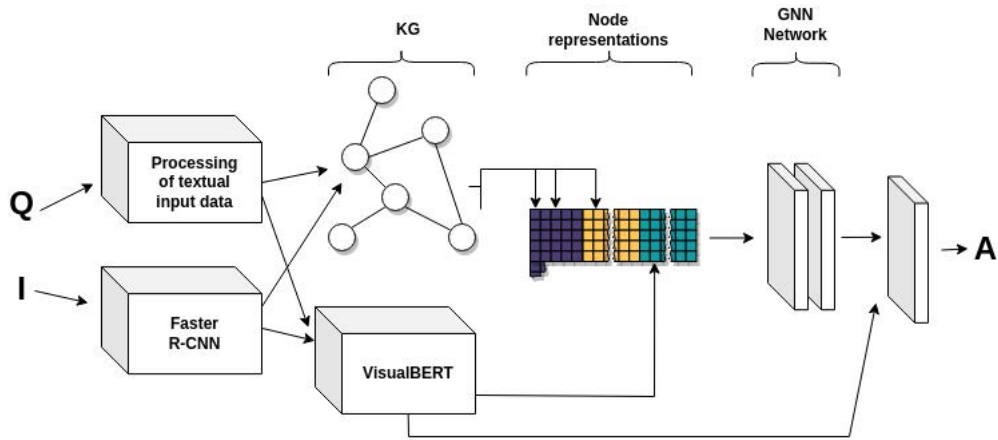 KG
Node
representations
GNN
Network
Processing
of textual
input data
Q
I
Faster
R-CNN
VisualBERT
A